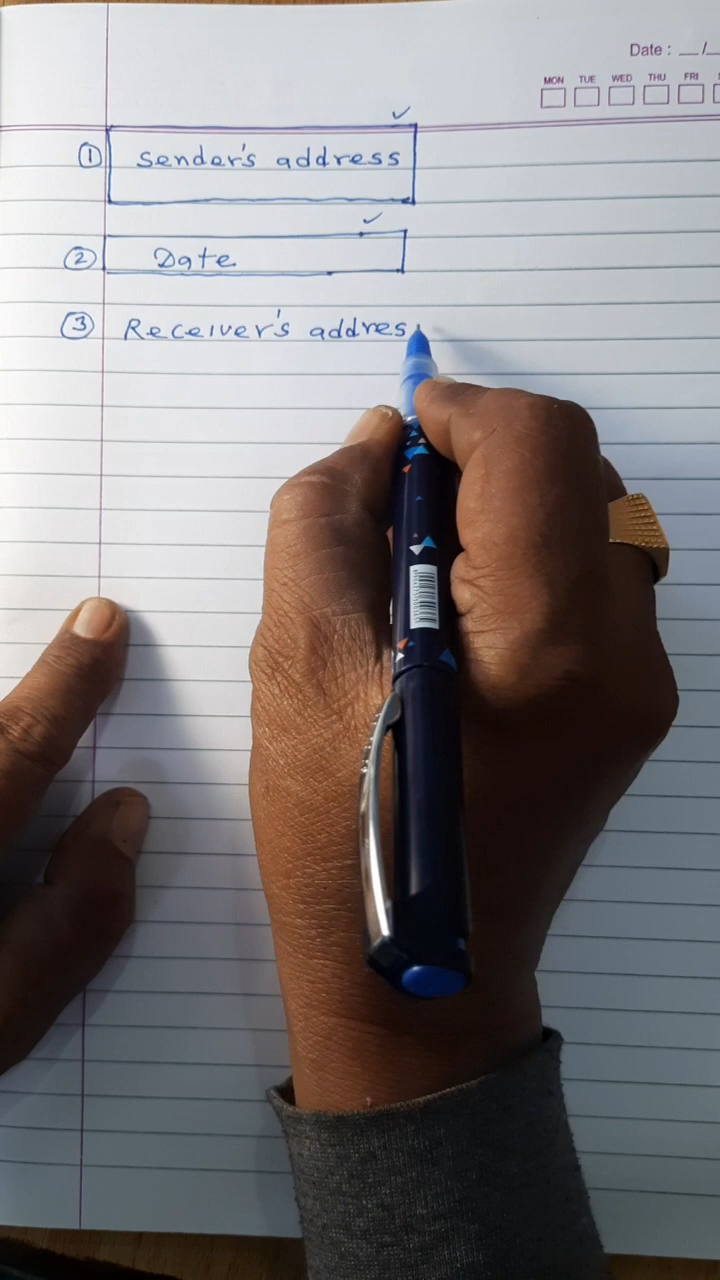 Date : __/__
MON TUE WED THU FRI
① Sender's address
② Date
③ Receiver's addres